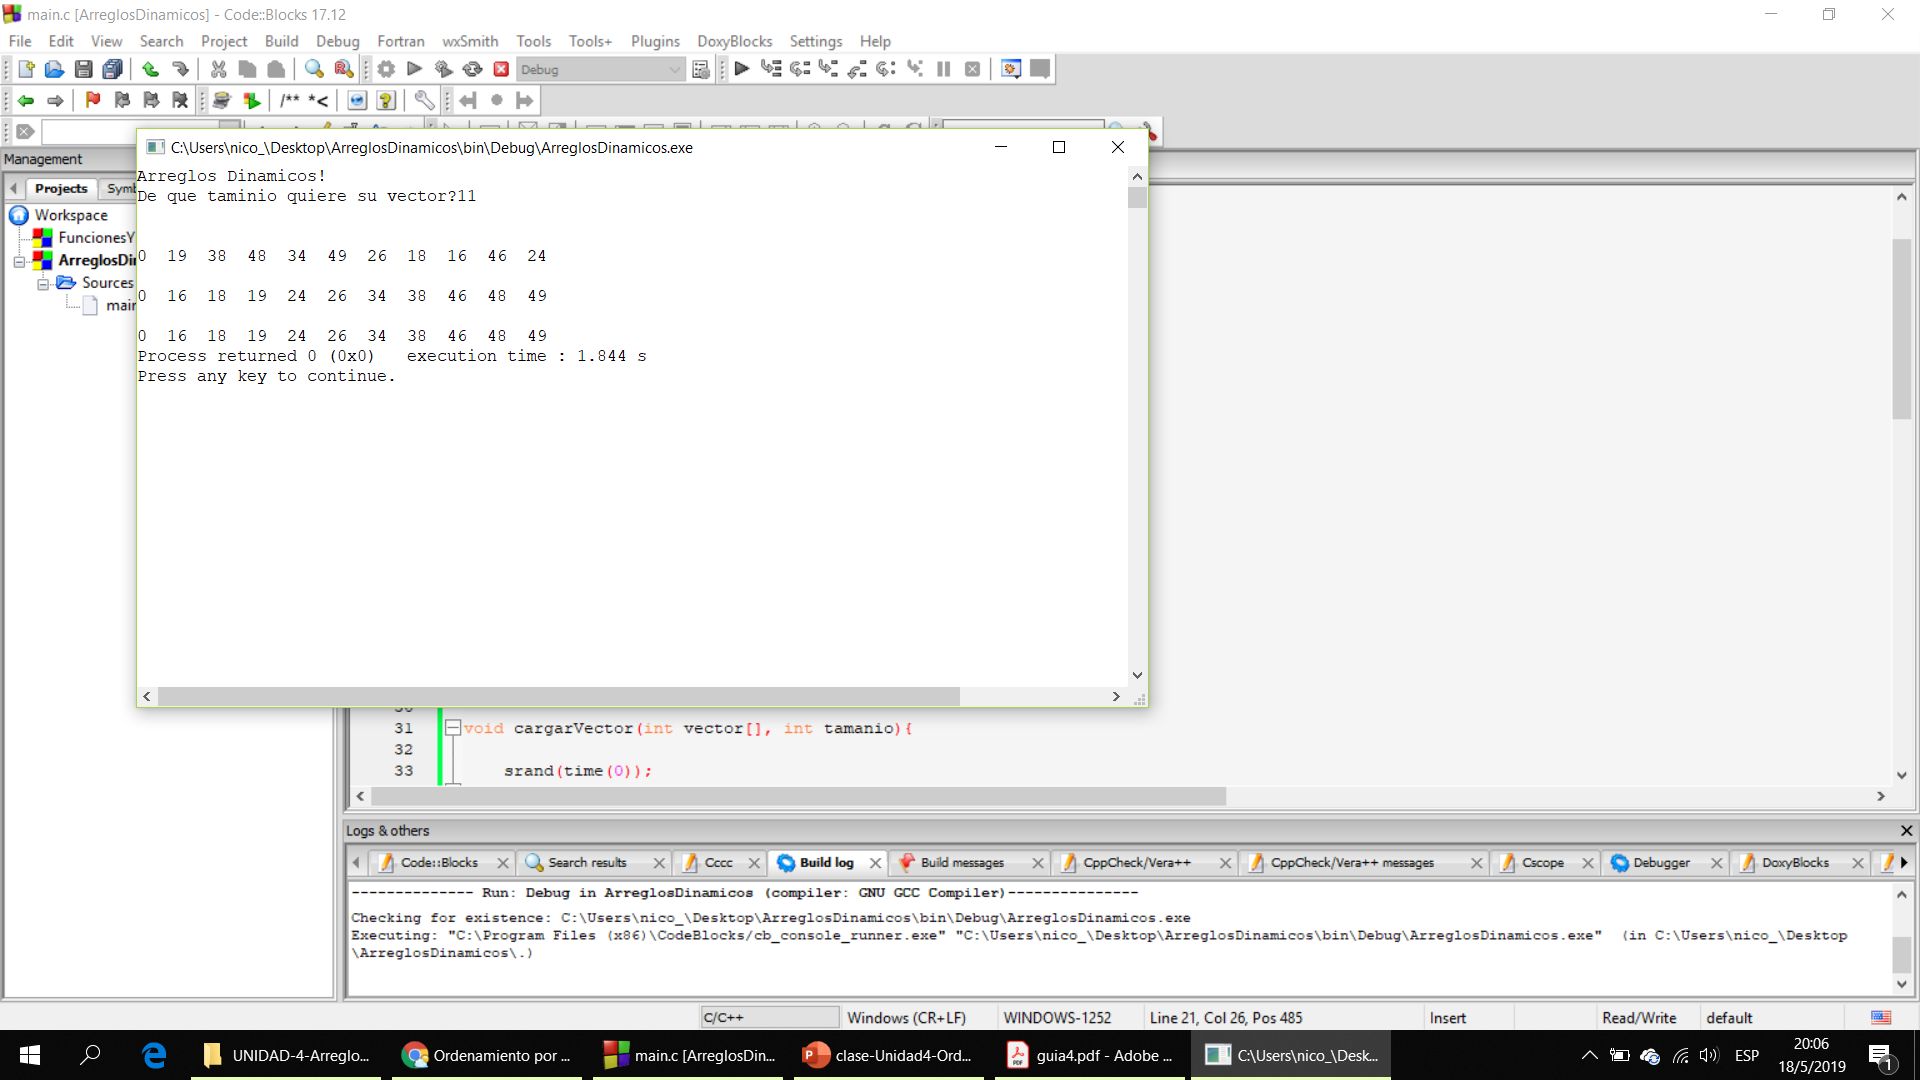 main.c [ArreglosDinamicos] - Code::Blocks 17.12
File Edit View Search Project Build Debug Fortran wxSmith Tools Tools+ Plugins DoxyBlocks Settings Help
Debug
/** *<
Management
Projects Symb
Workspace
FuncionesY
ArreglosDi
Sources
main
C:\Users\nico_\Desktop\ArreglosDinamicos\bin\Debug\ArreglosDinamicos.exe
Arreglos Dinamicos!
De que taminio quiere su vector?11
0 19 38 48 34 49 26 18 16 46 24
0 16 18 19 24 26 34 38 46 48 49
0 16 18 19 24 26 34 38 46 48 49
Process returned 0 (0x0) execution time : 1.844 s
Press any key to continue.
30
31 void cargarVector(int vector[], int tamanio){
32
33 srand(time(0));
Logs & others
Code::Blocks Search results Cccc Build log Build messages CppCheck/Vera++ CppCheck/Vera++ messages Cscope Debugger DoxyBlocks
-------------- Run: Debug in ArreglosDinamicos (compiler: GNU GCC Compiler)---------------
Checking for existence: C:\Users\nico_\Desktop\ArreglosDinamicos\bin\Debug\ArreglosDinamicos.exe
Executing: "C:\Program Files (x86)\CodeBlocks/cb_console_runner.exe" "C:\Users\nico_\Desktop\ArreglosDinamicos\bin\Debug\ArreglosDinamicos.exe" (in C:\Users\nico_\Desktop
\ArreglosDinamicos\.)
C/C++ Windows (CR+LF) WINDOWS-1252 Line 21, Col 26, Pos 485 Insert Read/Write default
UNIDAD-4-Arreglo... Ordenamiento por ... main.c [ArreglosDin... clase-Unidad4-Ord... guia4.pdf - Adobe ... C:\Users\nico_\Desk... ESP 20:06
18/5/2019 1